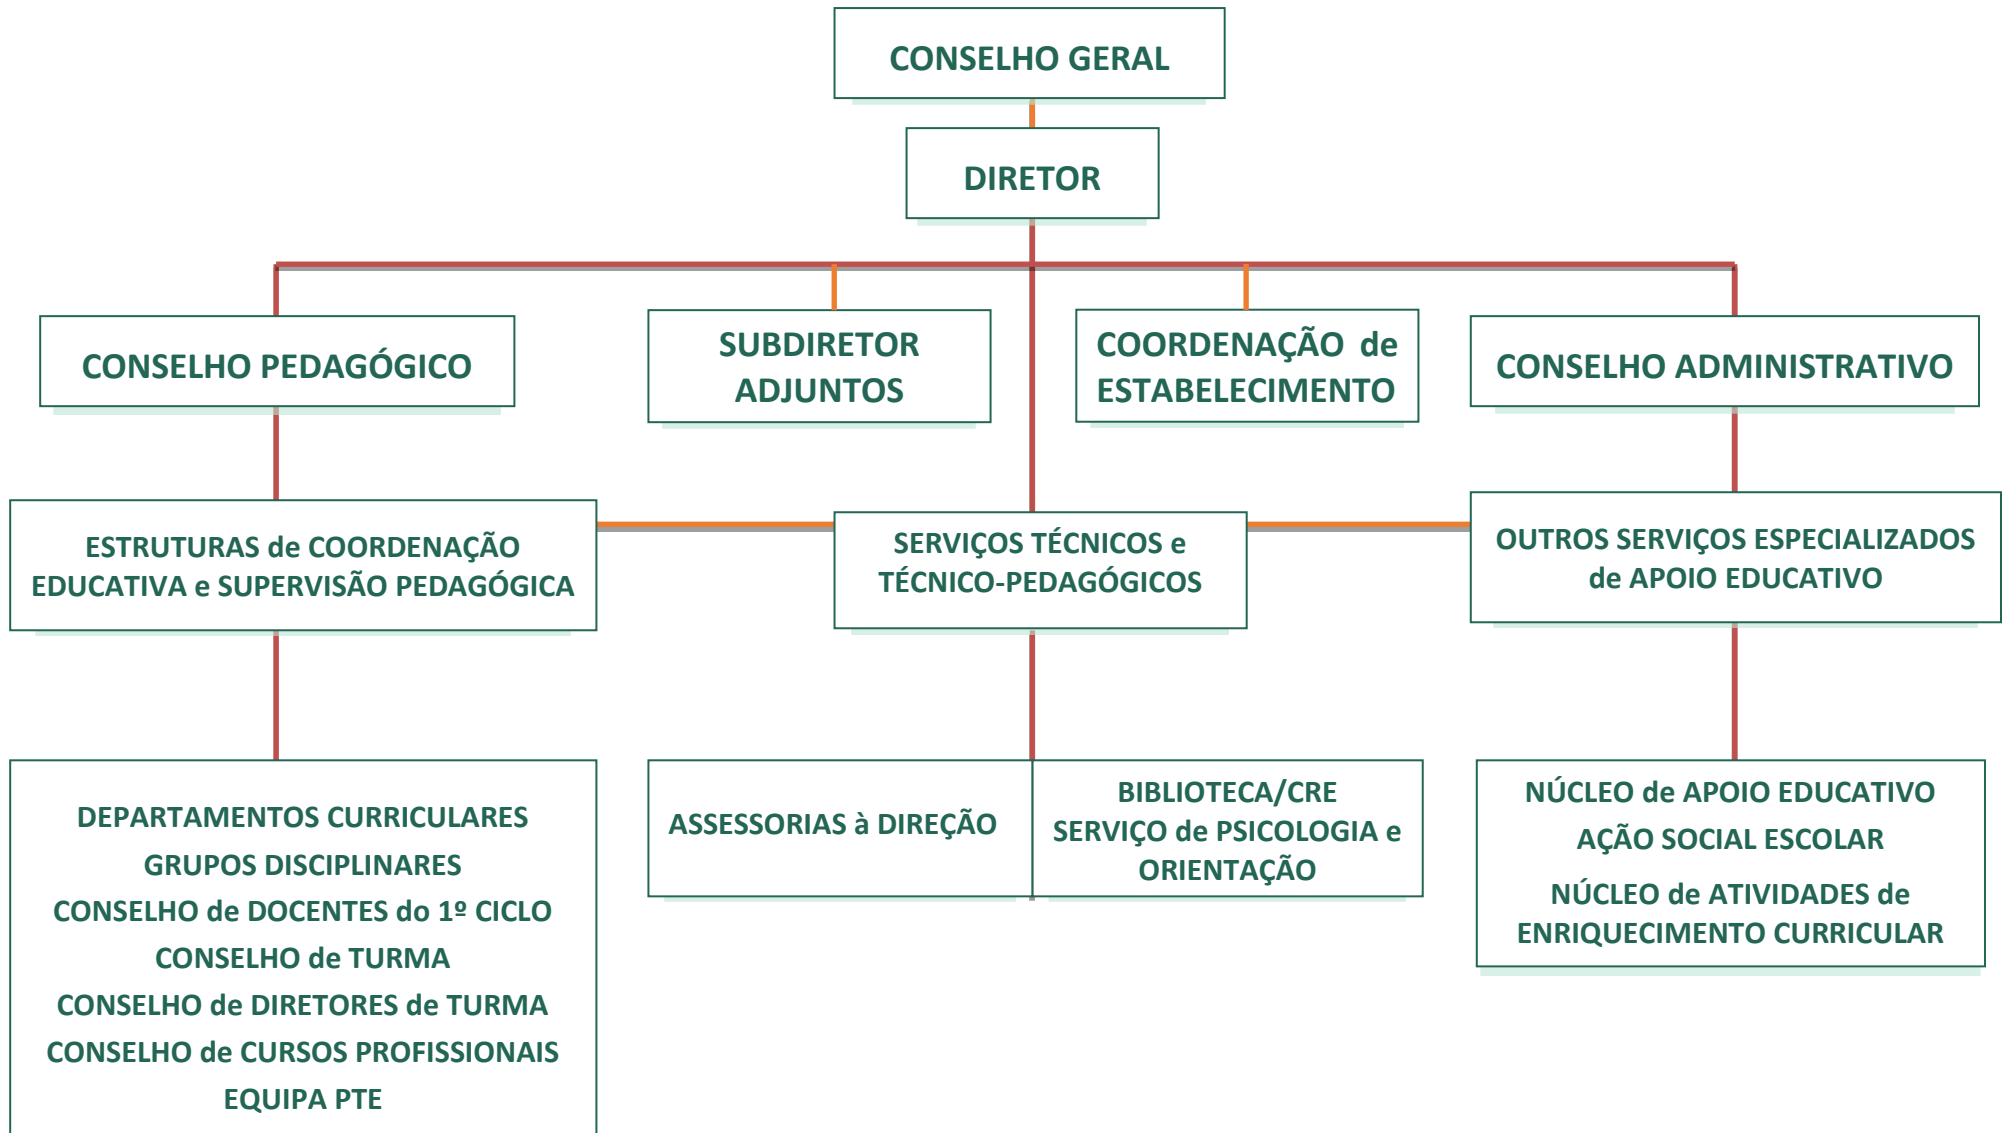 CONSELHO GERAL
DIRETOR
CONSELHO PEDAGÓGICO
SUBDIRETOR
ADJUNTOS
COORDENAÇÃO de
ESTABELECIMENTO
CONSELHO ADMINISTRATIVO
ESTRUTURAS de COORDENAÇÃO
EDUCATIVA e SUPERVISÃO PEDAGÓGICA
SERVIÇOS TÉCNICOS e
TÉCNICO-PEDAGÓGICOS
OUTROS SERVIÇOS ESPECIALIZADOS
de APOIO EDUCATIVO
DEPARTAMENTOS CURRICULARES
GRUPOS DISCIPLINARES
CONSELHO de DOCENTES do 1º CICLO
CONSELHO de TURMA
CONSELHO de DIRETORES de TURMA
CONSELHO de CURSOS PROFISSIONAIS
EQUIPA PTE
ASSESSORIAS à DIREÇÃO
BIBLIOTECA/CRE
SERVIÇO de PSICOLOGIA e
ORIENTAÇÃO
NÚCLEO de APOIO EDUCATIVO
AÇÃO SOCIAL ESCOLAR
NÚCLEO de ATIVIDADES de
ENRIQUECIMENTO CURRICULAR